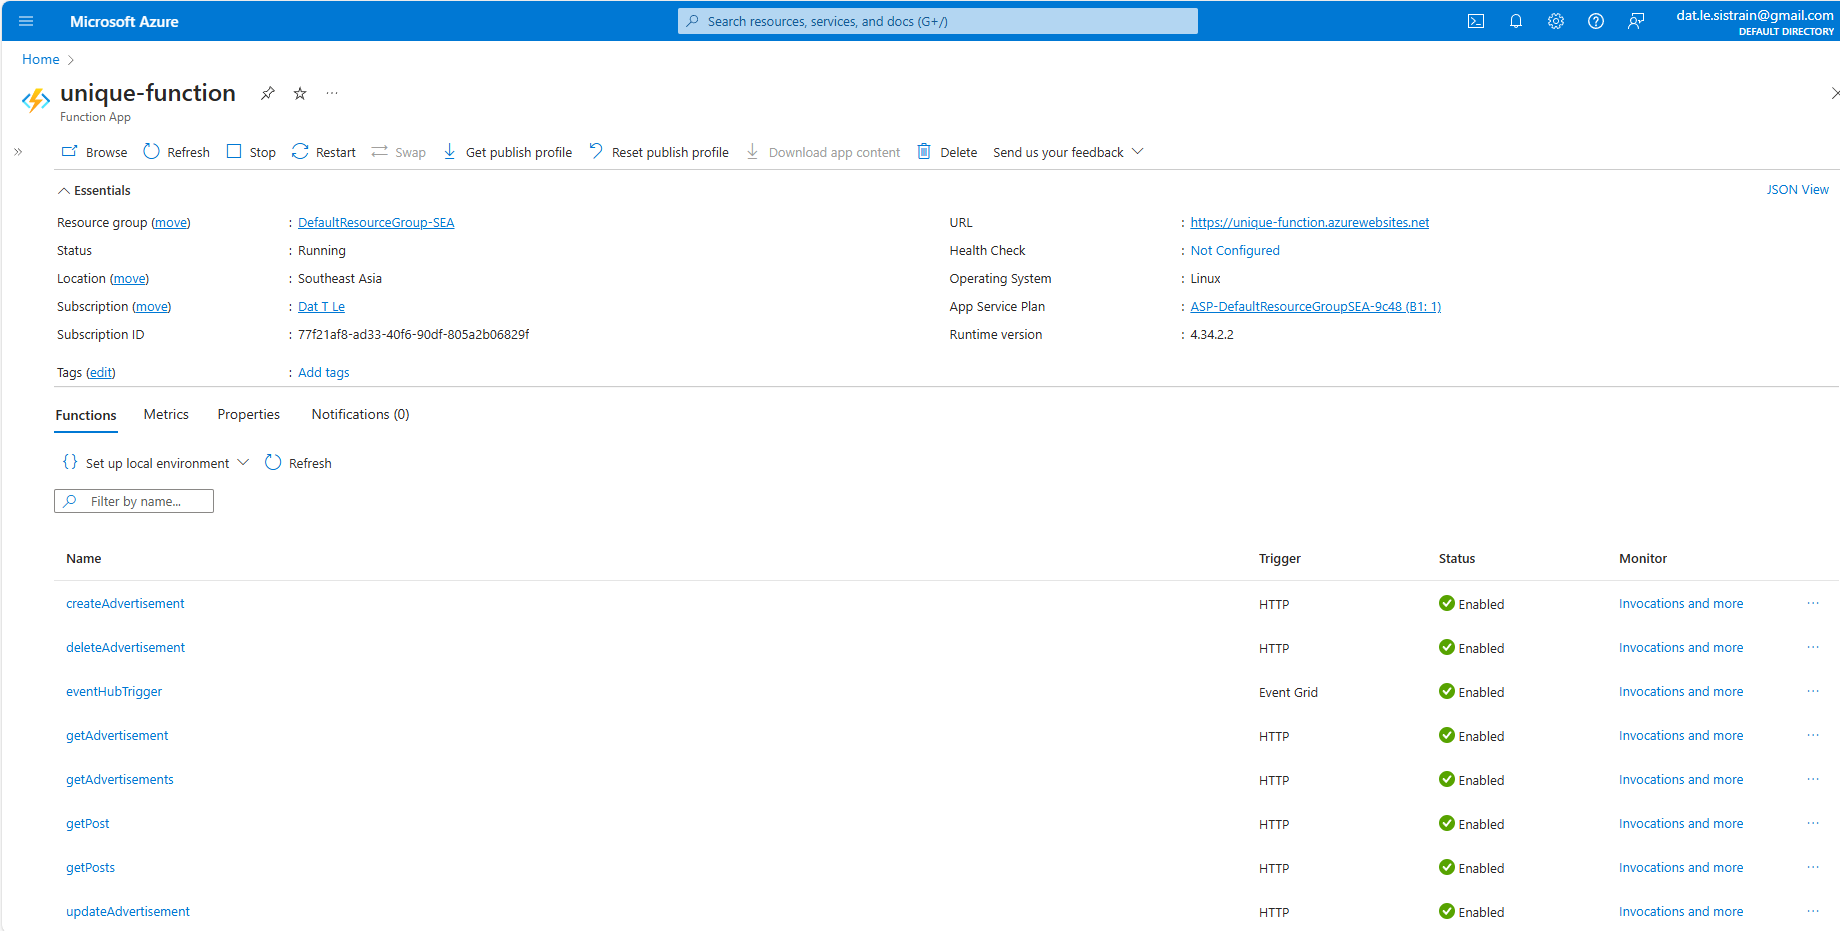 Microsoft Azure
Search resources, services, and docs (G+/)
dat.le.sistrain@gmail.com
DEFAULT DIRECTORY
Home
unique-function
Function App
Browse Refresh Stop Restart Swap Get publish profile Reset publish profile Download app content Delete Send us your feedback
Essentials
JSON View
Resource group (move) : DefaultResourceGroup-SEA
Status : Running
Location (move) : Southeast Asia
Subscription (move) : Dat T Le
Subscription ID : 77f21af8-ad33-40f6-90df-805a2b06829f
URL : https://unique-function.azurewebsites.net
Health Check : Not Configured
Operating System : Linux
App Service Plan : ASP-DefaultResourceGroupSEA-9c48 (B1: 1)
Runtime version : 4.34.2.2
Tags (edit) : Add tags
Functions Metrics Properties Notifications (0)
Set up local environment Refresh
Filter by name...
Name Trigger Status Monitor
createAdvertisement HTTP Enabled Invocations and more
deleteAdvertisement HTTP Enabled Invocations and more
eventHubTrigger Event Grid Enabled Invocations and more
getAdvertisement HTTP Enabled Invocations and more
getAdvertisements HTTP Enabled Invocations and more
getPost HTTP Enabled Invocations and more
getPosts HTTP Enabled Invocations and more
updateAdvertisement HTTP Enabled Invocations and more